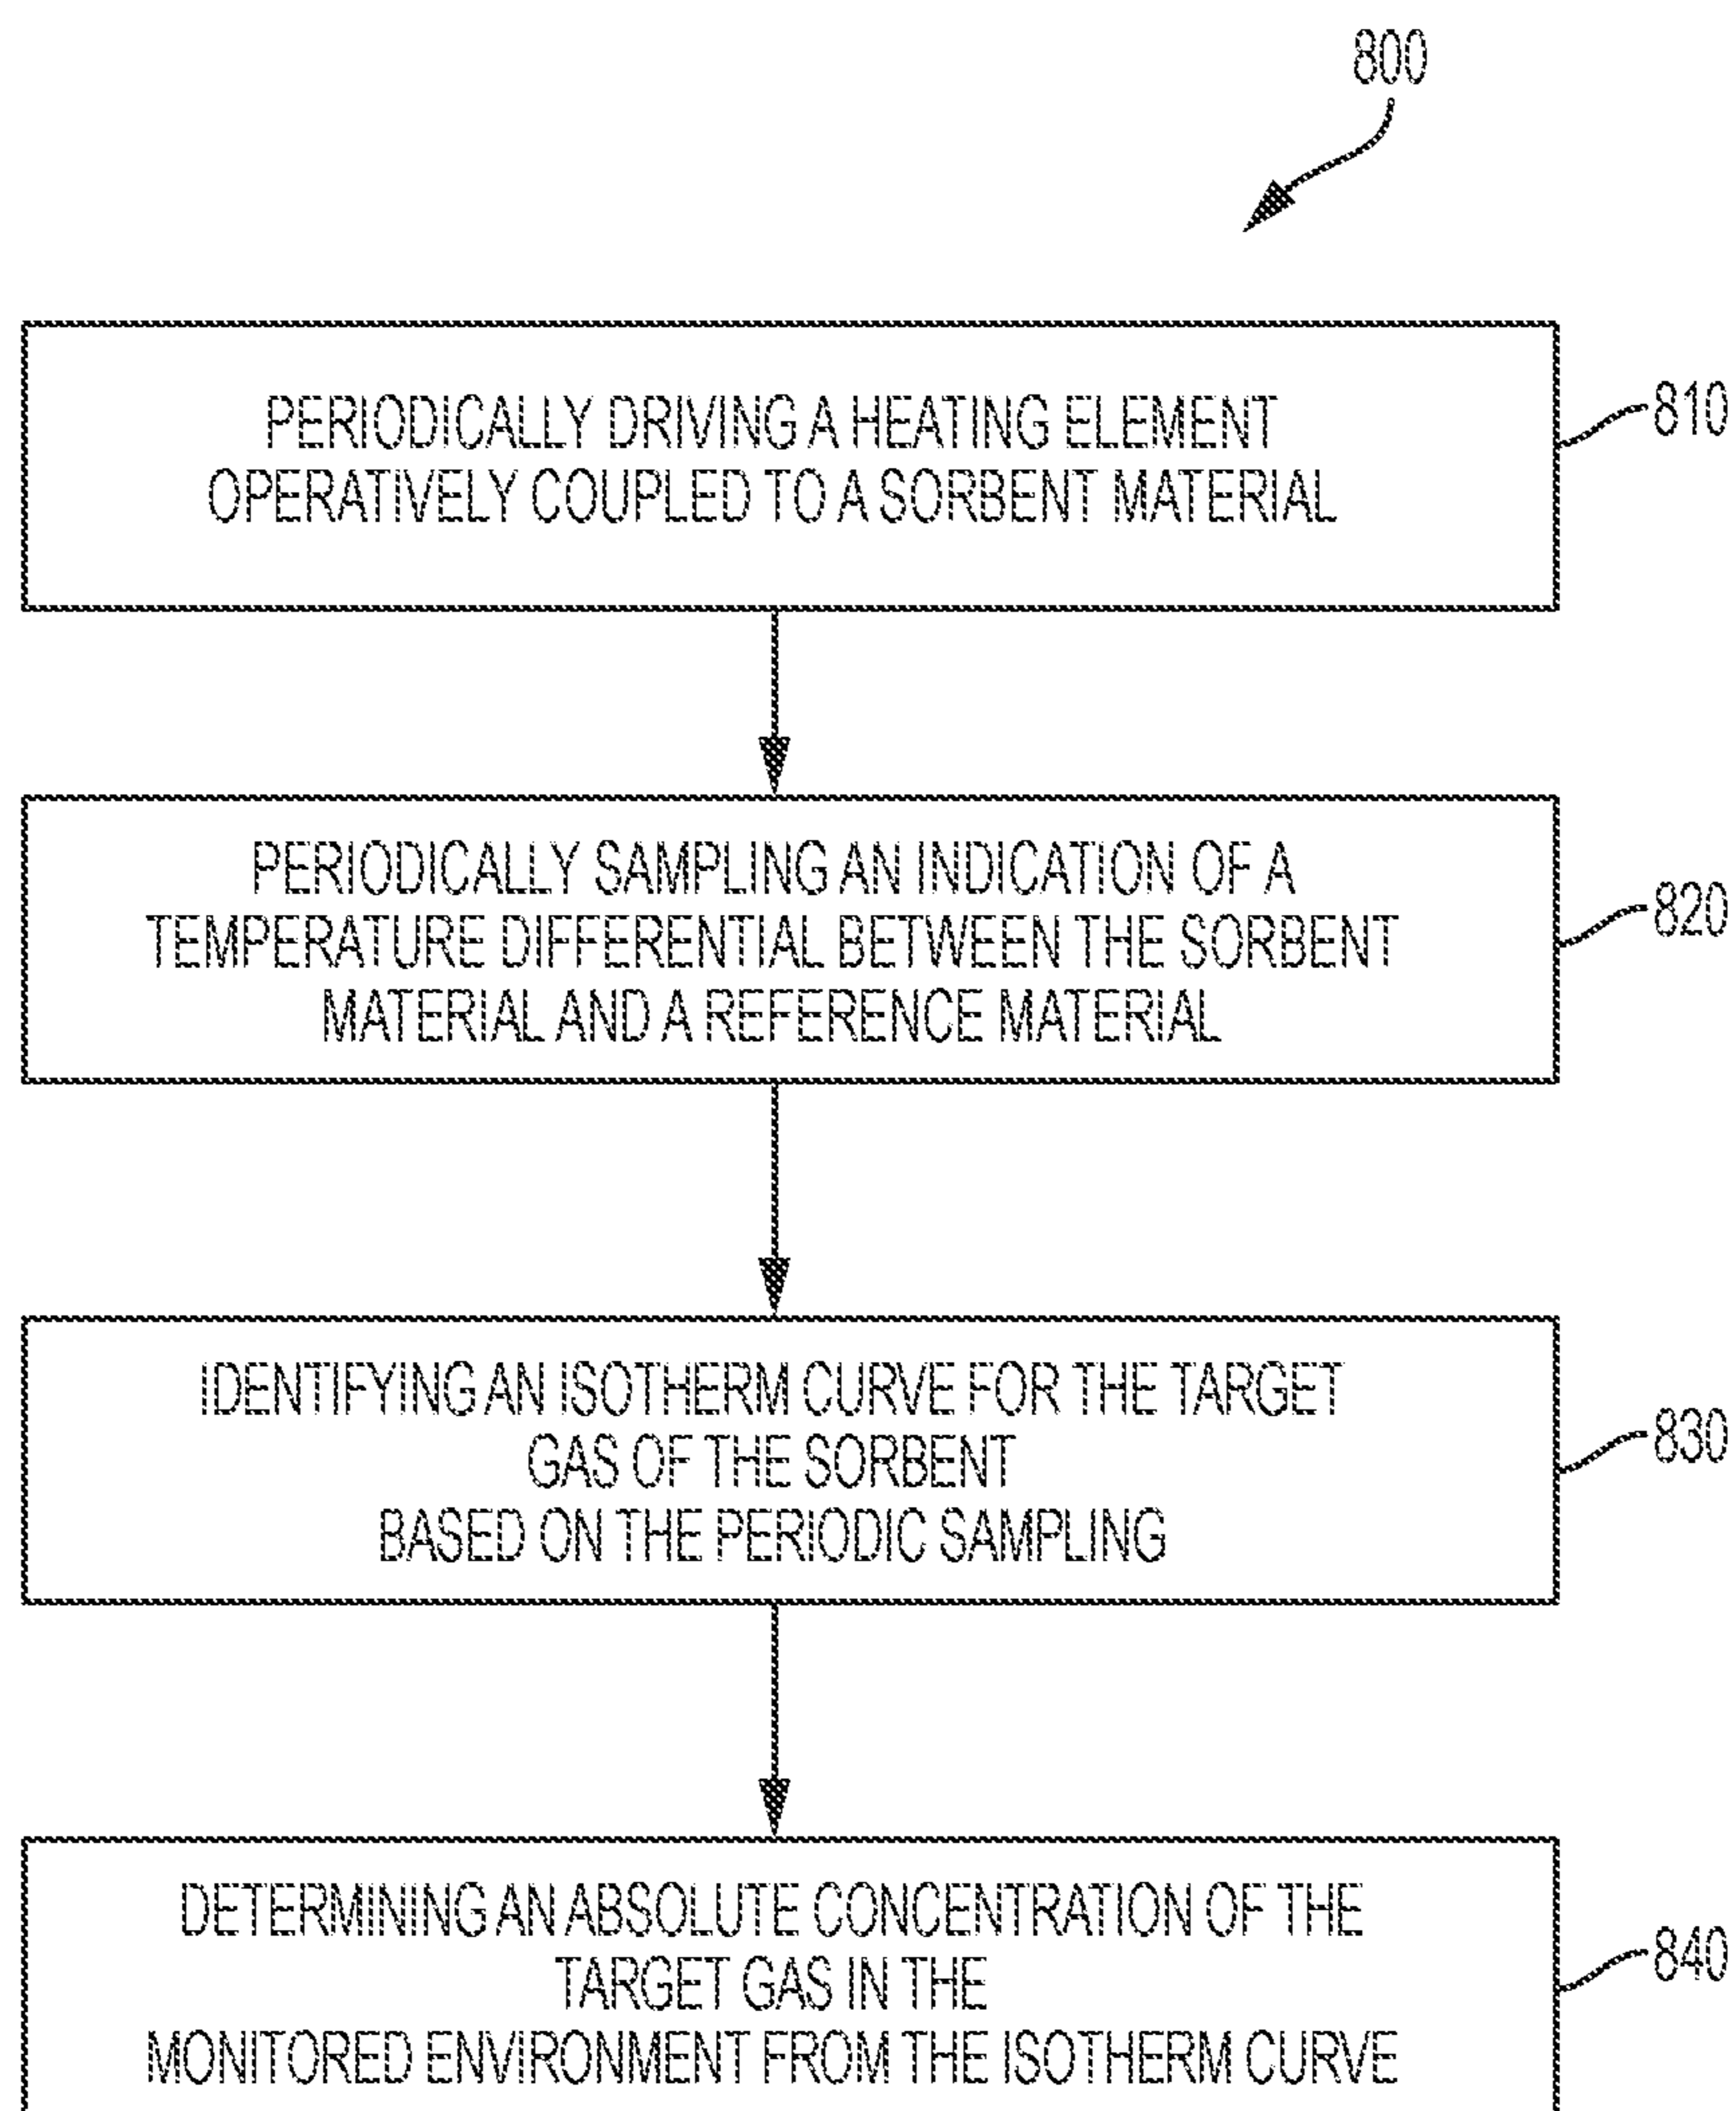 800
PERIODICALLY DRIVING A HEATING ELEMENT
OPERATIVELY COUPLED TO A SORBENT MATERIAL
810
PERIODICALLY SAMPLING AN INDICATION OF A
TEMPERATURE DIFFERENTIAL BETWEEN THE SORBENT
MATERIAL AND A REFERENCE MATERIAL
820
IDENTIFYING AN ISOTHERM CURVE FOR THE TARGET
GAS OF THE SORBENT
BASED ON THE PERIODIC SAMPLING
830
DETERMINING AN ABSOLUTE CONCENTRATION OF THE
TARGET GAS IN THE
MONITORED ENVIRONMENT FROM THE ISOTHERM CURVE
840